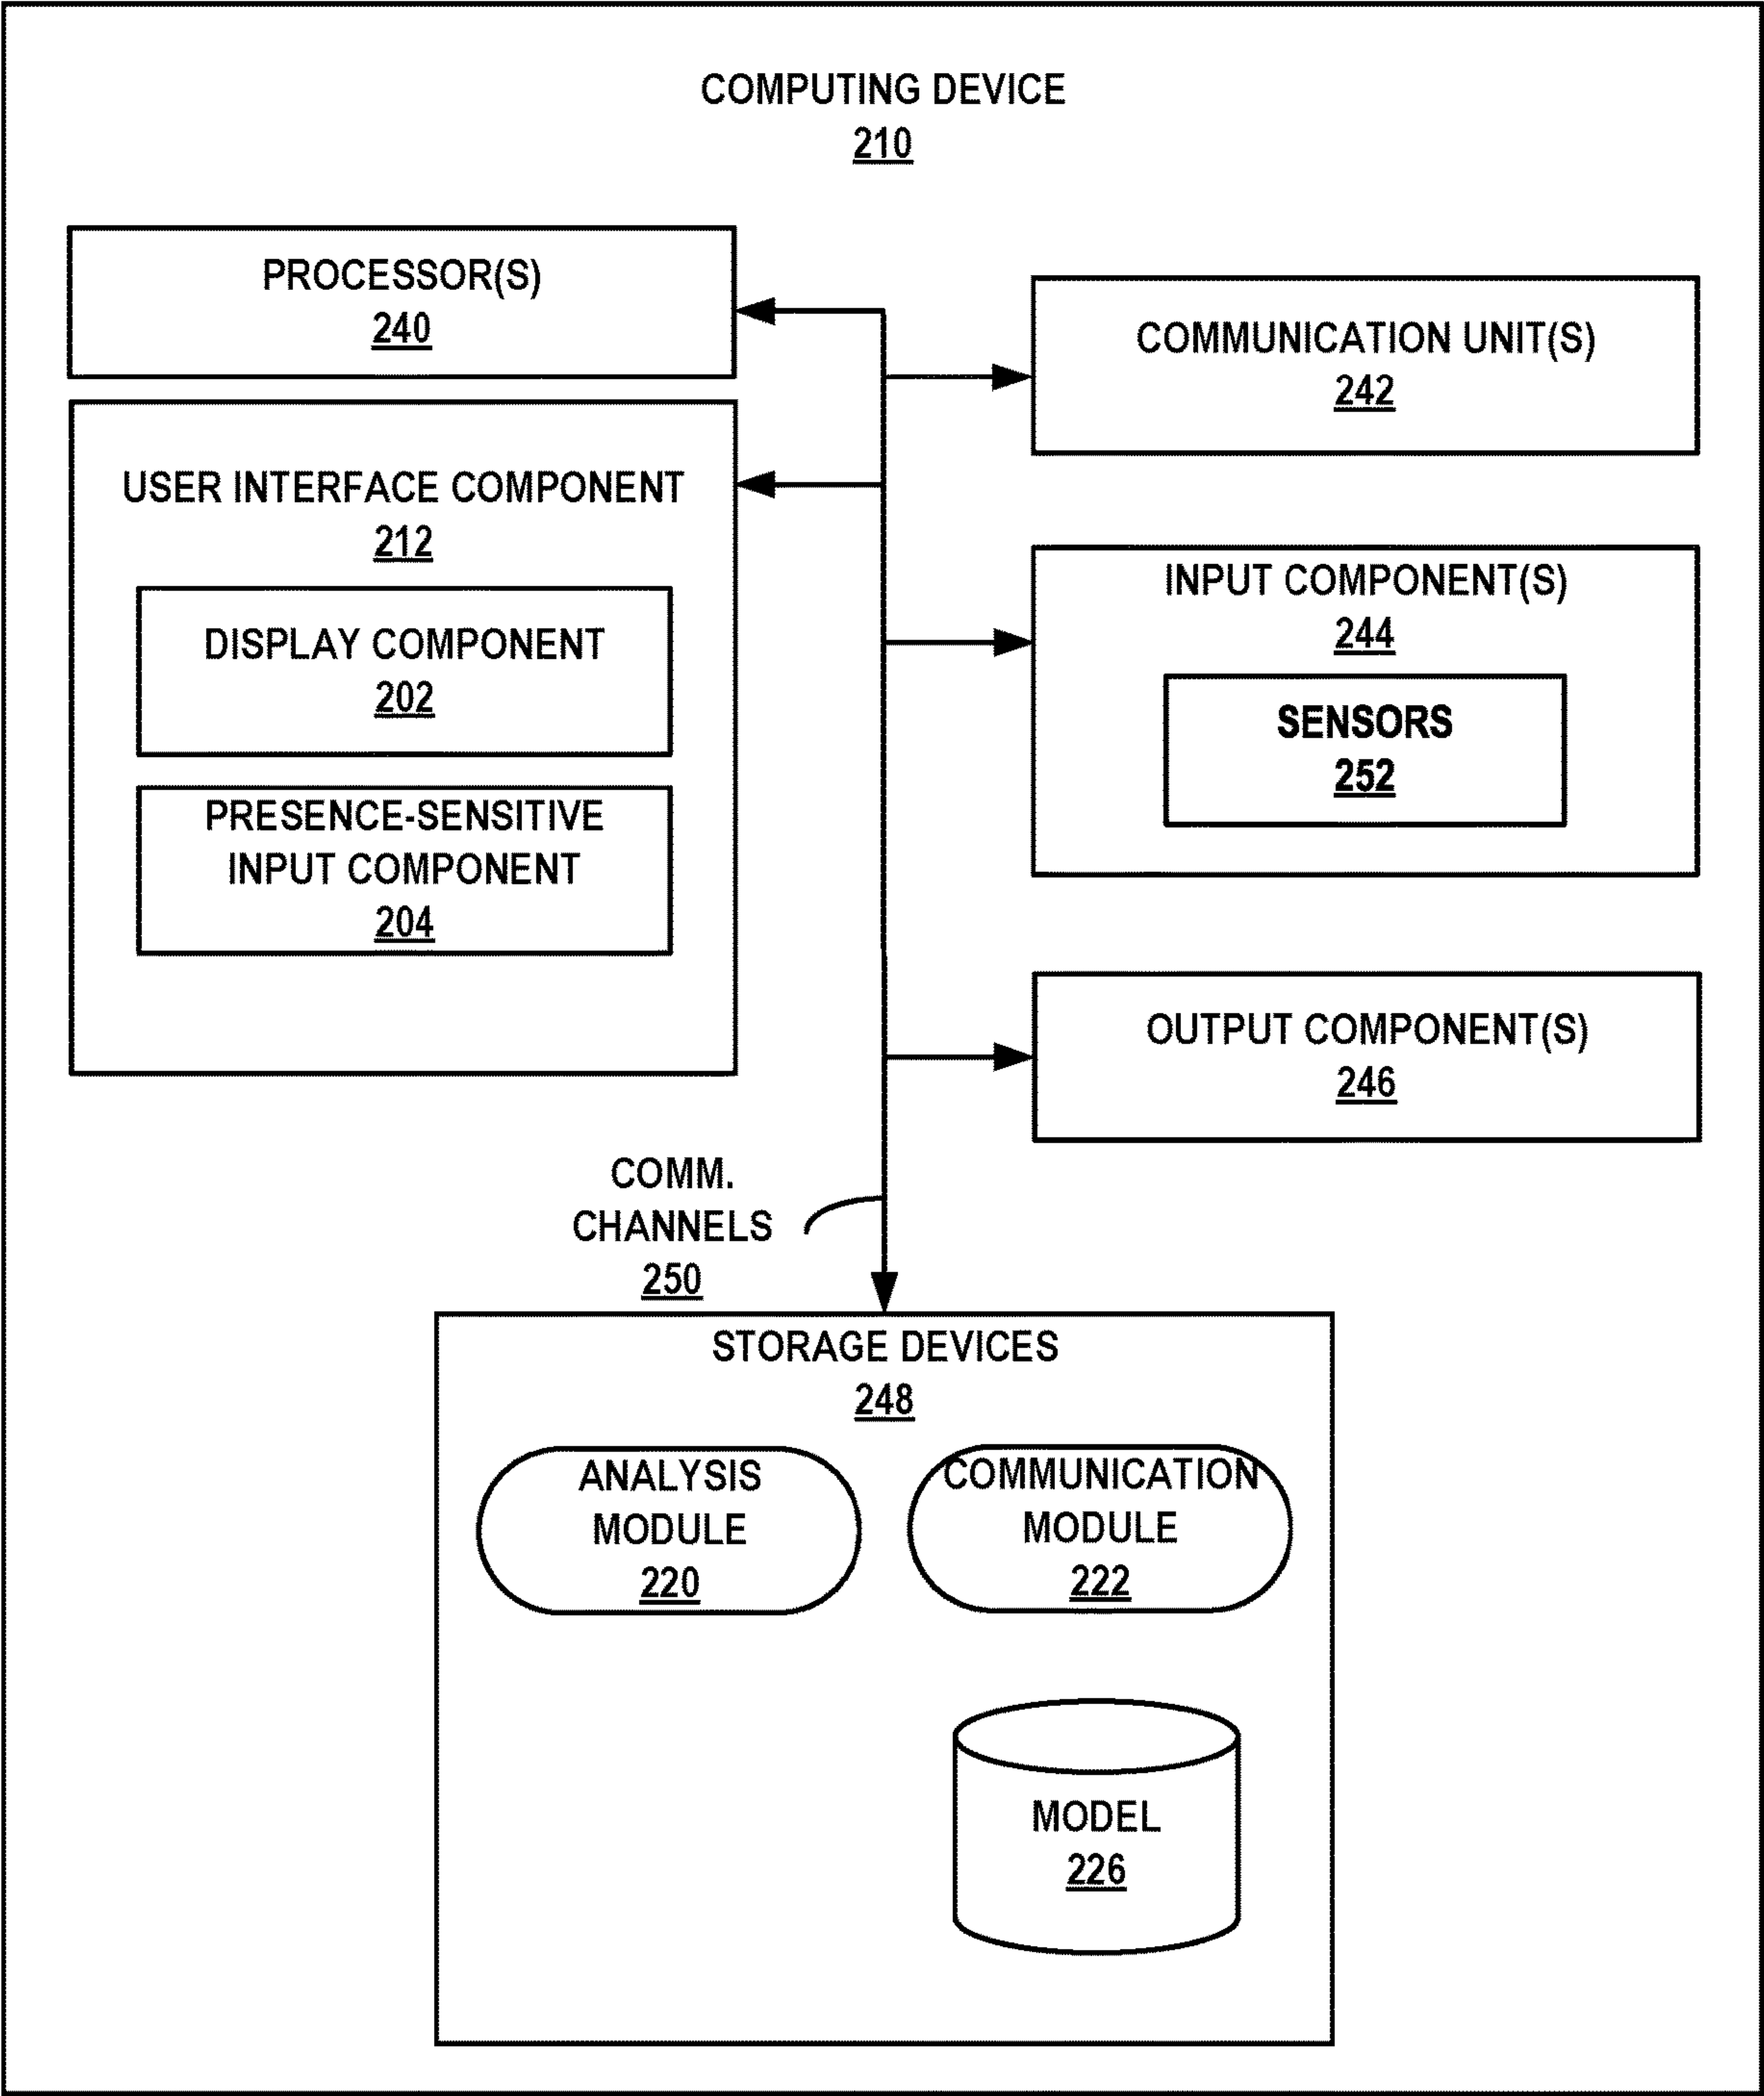 COMPUTING DEVICE
210
PROCESSOR(S)
240
COMMUNICATION UNIT(S)
242
USER INTERFACE COMPONENT
212
DISPLAY COMPONENT
202
PRESENCE-SENSITIVE
INPUT COMPONENT
204
INPUT COMPONENT(S)
244
SENSORS
252
OUTPUT COMPONENT(S)
246
COMM.
CHANNELS
250
STORAGE DEVICES
248
ANALYSIS
MODULE
220
COMMUNICATION
MODULE
222
MODEL
226